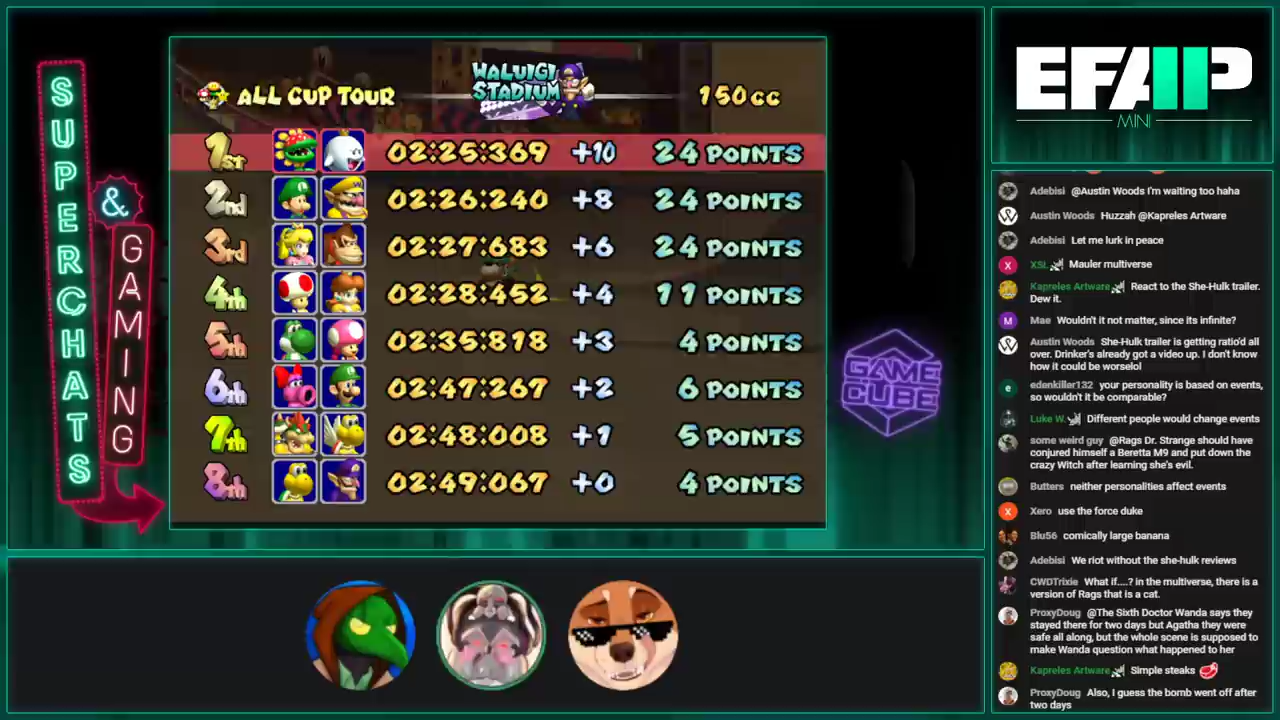 SUPERCHATS
&
GAMING
ALL CUP TOUR
WALUIGI
STADIUM
150cc
1st 02:25:369 +10 24 POINTS
2nd 02:26:240 +8 24 POINTS
3rd 02:27:683 +6 24 POINTS
4th 02:28:452 +4 11 POINTS
5th 02:35:818 +3 4 POINTS
6th 02:47:267 +2 6 POINTS
7th 02:48:008 +1 5 POINTS
8th 02:49:067 +0 4 POINTS
GAME
CUBE
EFAP
MINI
Adebisi @Austin Woods I'm waiting too haha
Austin Woods Huzzah @Kapreles Artware
Adebisi Let me lurk in peace
XSL Mauler multiverse
Kapreles Artware React to the She-Hulk trailer.
Dew it.
Mae Wouldn't it not matter, since its infinite?
Austin Woods She-Hulk trailer is getting ratio'd all
over. Drinker's already got a video up. I don't know
how it could be worselol
edenkiller132 your personality is based on events,
so wouldn't it be comparable?
Luke W. Different people would change events
some weird guy @Rags Dr. Strange should have
conjured himself a Beretta M9 and put down the
crazy Witch after learning she's evil.
Butters neither personalities affect events
Xero use the force duke
Blu56 comically large banana
Adebisi We riot without the she-hulk reviews
CWDTrixie What if....? in the multiverse, there is a
version of Rags that is a cat.
ProxyDoug @The Sixth Doctor Wanda says they
stayed there for two days but Agatha they were
safe all along, but the whole scene is supposed to
make Wanda question what happened to her
Kapreles Artware Simple steaks
ProxyDoug Also, I guess the bomb went off after
two days